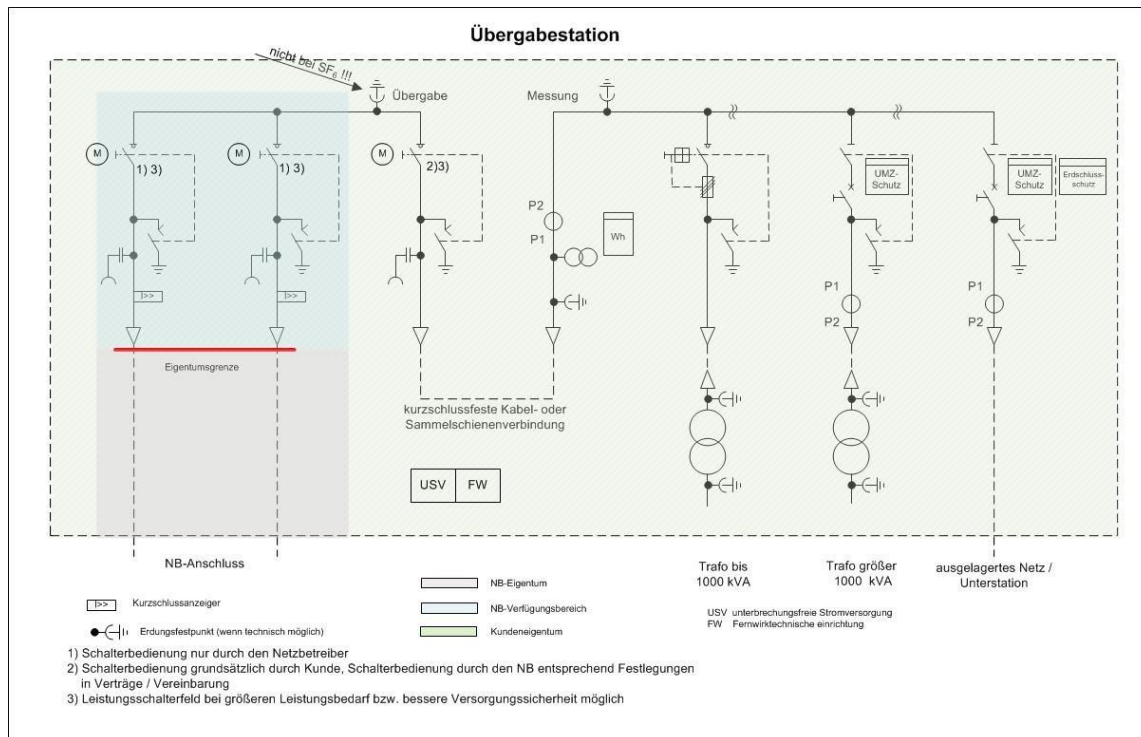 Übergabestation
nicht bei SF₆ !!!
Übergabe
Messung
M
1) 3)
M
1) 3)
M
2)3)
UMZ-
Schutz
UMZ-
Schutz
Erdschluss-
schutz
P2
P1
Wh
I>>
I>>
P1
P2
P1
P2
Eigentumsgrenze
kurzschlussfeste Kabel- oder
Sammelschienenverbindung
USV
FW
NB-Anschluss
Trafo bis
1000 kVA
Trafo größer
1000 kVA
ausgelagertes Netz /
Unterstation
I>> Kurzschlussanzeiger
Erdungsfestpunkt (wenn technisch möglich)
NB-Eigentum
NB-Verfügungsbereich
Kundeneigentum
USV unterbrechungsfreie Stromversorgung
FW Fernwirktechnische einrichtung
1) Schalterbedienung nur durch den Netzbetreiber
2) Schalterbedienung grundsätzlich durch Kunde, Schalterbedienung durch den NB entsprechend Festlegungen
in Verträge / Vereinbarung
3) Leistungsschalterfeld bei größeren Leistungsbedarf bzw. bessere Versorgungssicherheit möglich